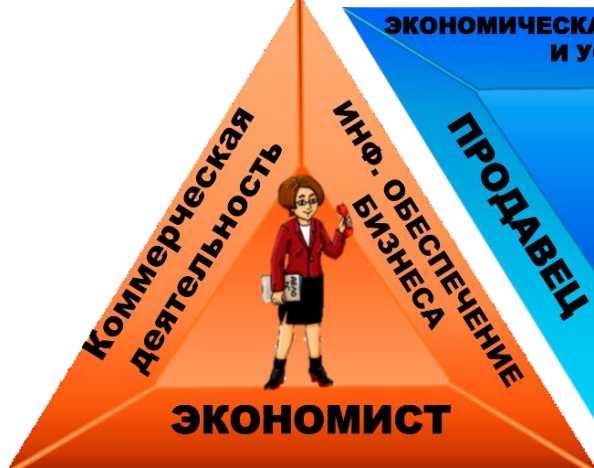 Коммерческая
деятельность
ИНФ. ОБЕСПЕЧЕНИЕ
БИЗНЕСА
ЭКОНОМИСТ
И
ПРОДАВЕЦ